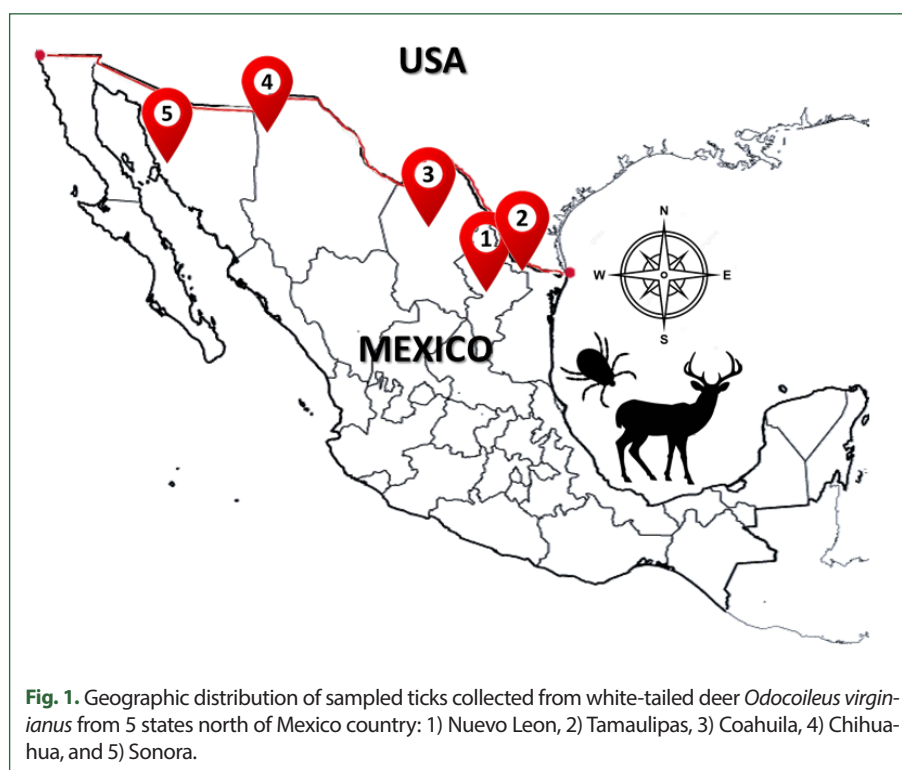 USA
4
5
3
2
1
N
W E
S
MEXICO
Fig. 1. Geographic distribution of sampled ticks collected from white-tailed deer Odocoileus virgin-
ianus from 5 states north of Mexico country: 1) Nuevo Leon, 2) Tamaulipas, 3) Coahuila, 4) Chihua-
hua, and 5) Sonora.